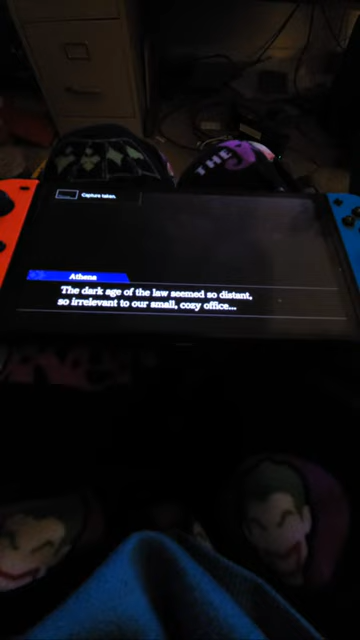 THE
Capture taken.
Athena
The dark age of the law seemed so distant,
so irrelevant to our small, cozy office...